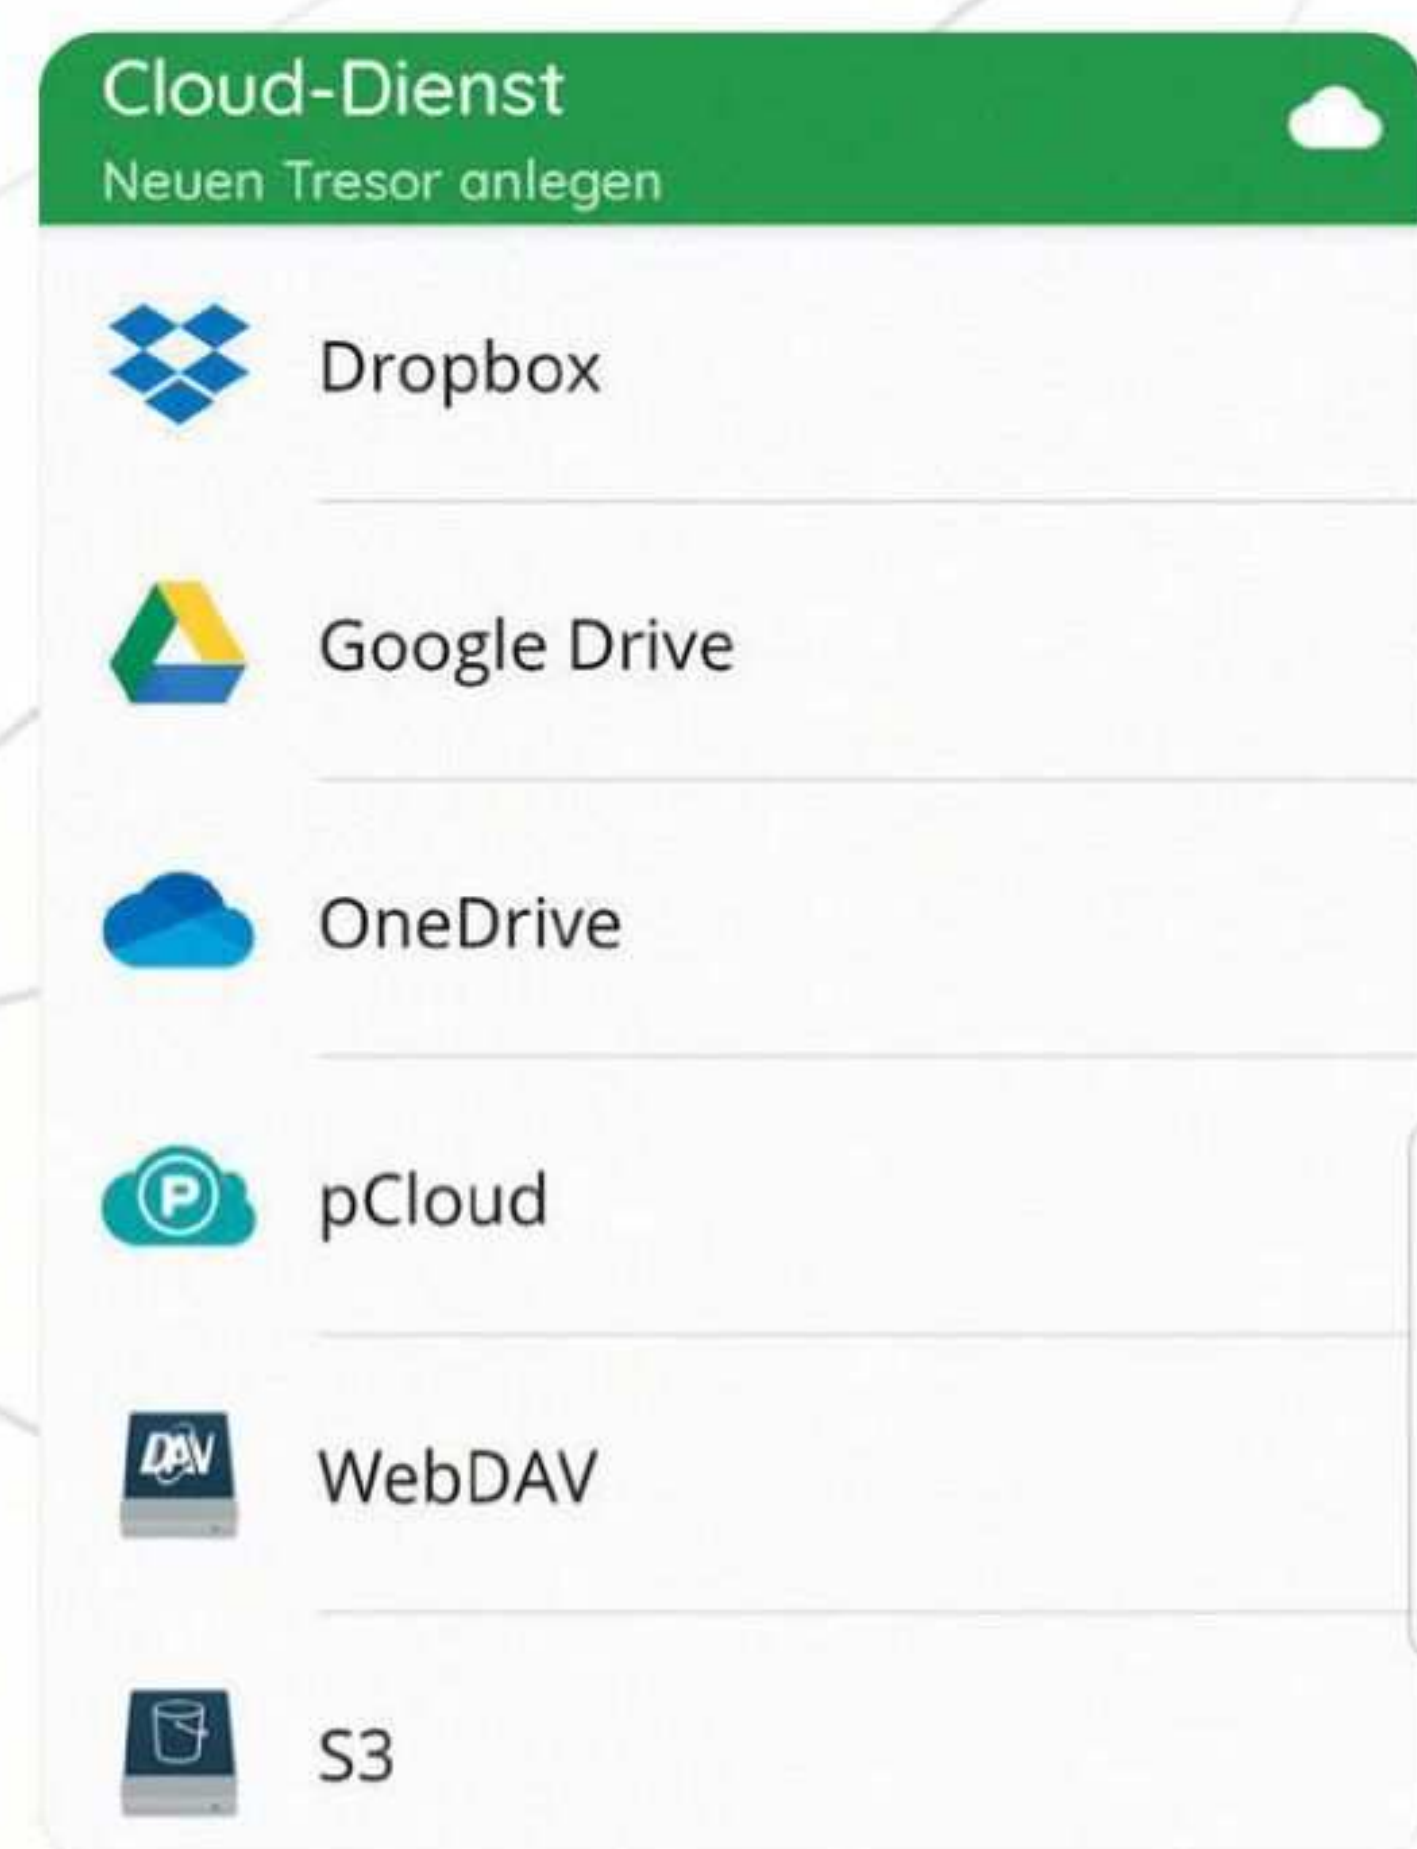 Cloud-Dienst
Neuen Tresor anlegen
Dropbox
Google Drive
OneDrive
P
pCloud
DAV
WebDAV
S3